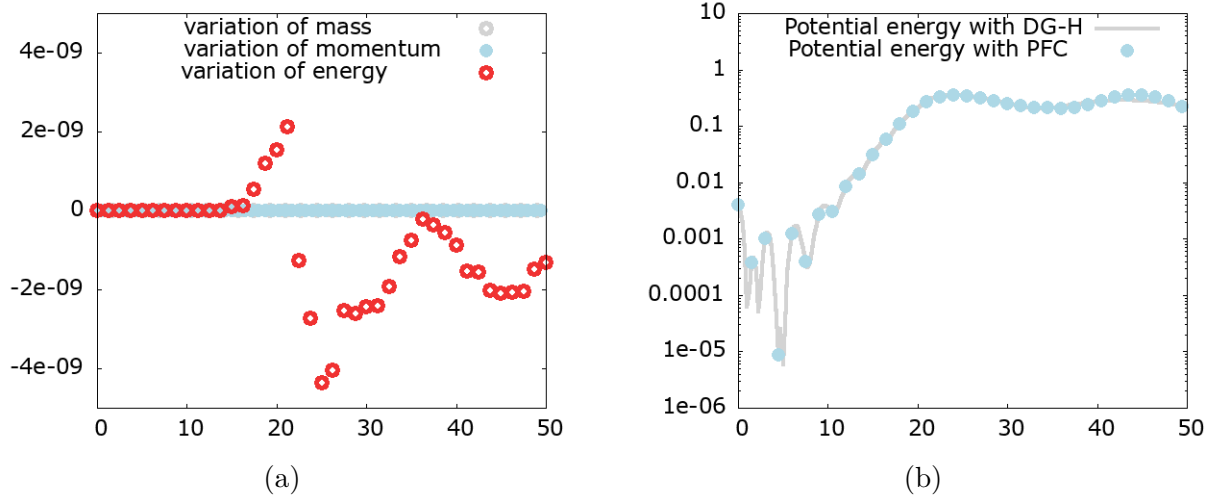 variation of mass
variation of momentum
variation of energy
4e-09
2e-09
0
-2e-09
-4e-09
0 10 20 30 40 50
(a)
Potential energy with DG-H
Potential energy with PFC
10
1
0.1
0.01
0.001
0.0001
1e-05
1e-06
0 10 20 30 40 50
(b)